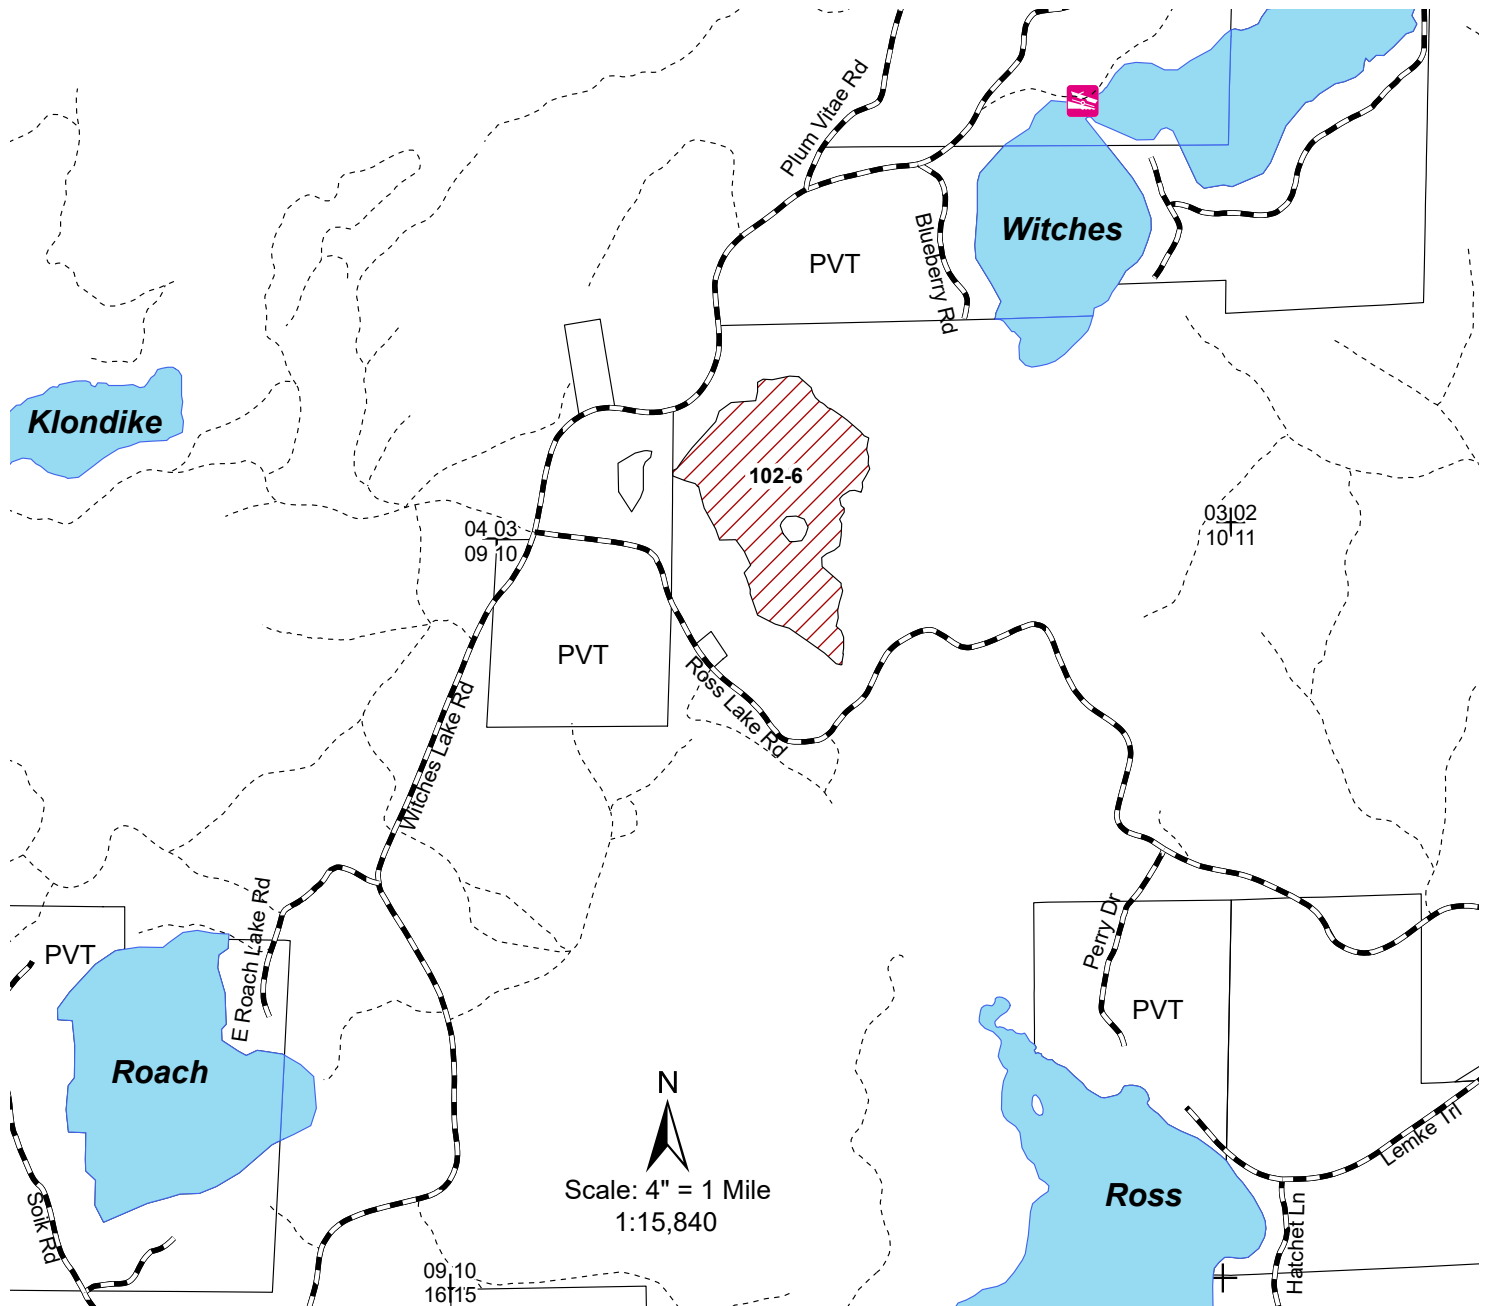 Plum Vitae Rd
Witches
Blueberry Rd
PVT
Klondike
102-6
04 03
09 10
03 02
10 11
PVT
Ross Lake Rd
Witches Lake Rd
E Roach Lake Rd
PVT
Perry Dr
PVT
Roach
N
Scale: 4" = 1 Mile
1:15,840
Lemke Trl
Ross
Soik Rd
Hatchet Ln
09 10
16 15